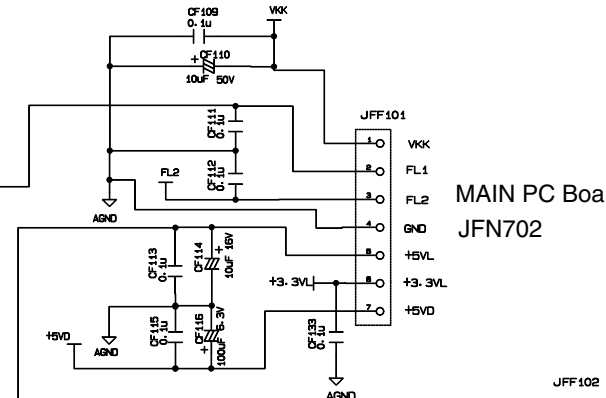 CF109
0.1u
VKK
+ CF110
10uF 50V
JFF101
CF111
0.1u
1 VKK
FL2
CF112
0.1u
2 FL1
3 FL2
MAIN PC Boa
AGND
4 GND
JFN702
CF113
0.1u
CF114
+
10uF 16V
5 +5VL
+3.3VL
6 +3.3VL
7 +5VD
+5VD
AGND
CF115
0.1u
CF116
+
100uF 6.3V
CF133
0.1u
AGND
JFF102